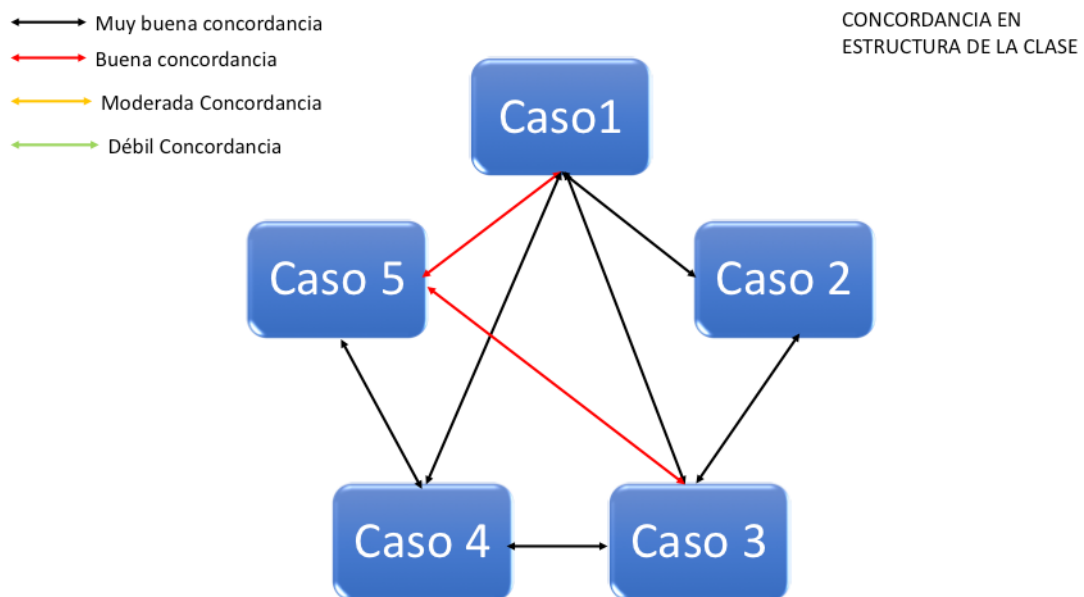 Muy buena concordancia
Buena concordancia
Moderada Concordancia
Débil Concordancia
CONCORDANCIA EN
ESTRUCTURA DE LA CLASE
Caso1
Caso 5
Caso 2
Caso 4
Caso 3